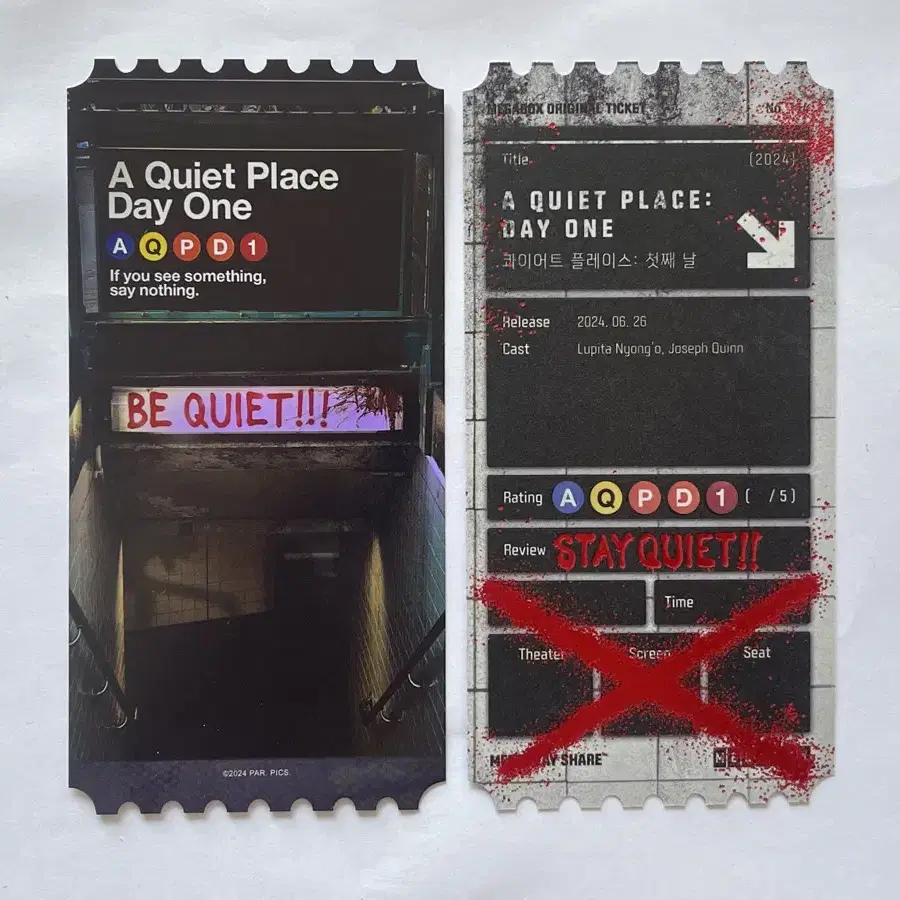 A Quiet Place
Day One
A Q P D 1
If you see something,
say nothing.
BE QUIET!!!
©2024 PAR. PICS.
MEGABOX ORIGINAL TICKET
No.
Title (2024)
A QUIET PLACE:
DAY ONE
콰이어트 플레이스: 첫째 날
Release 2024. 06. 26
Cast Lupita Nyong'o, Joseph Quinn
Rating A Q P D 1 ( /5)
Review STAY QUIET!!
Time
Theater Screen Seat
SHARE™